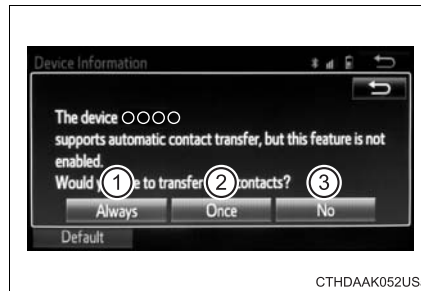 Device Information
The device ○○○○
supports automatic contact transfer, but this feature is not
enabled.
Would y to transfer contacts?
1 2 3
Always Once No
Default
CTHDAAK052US